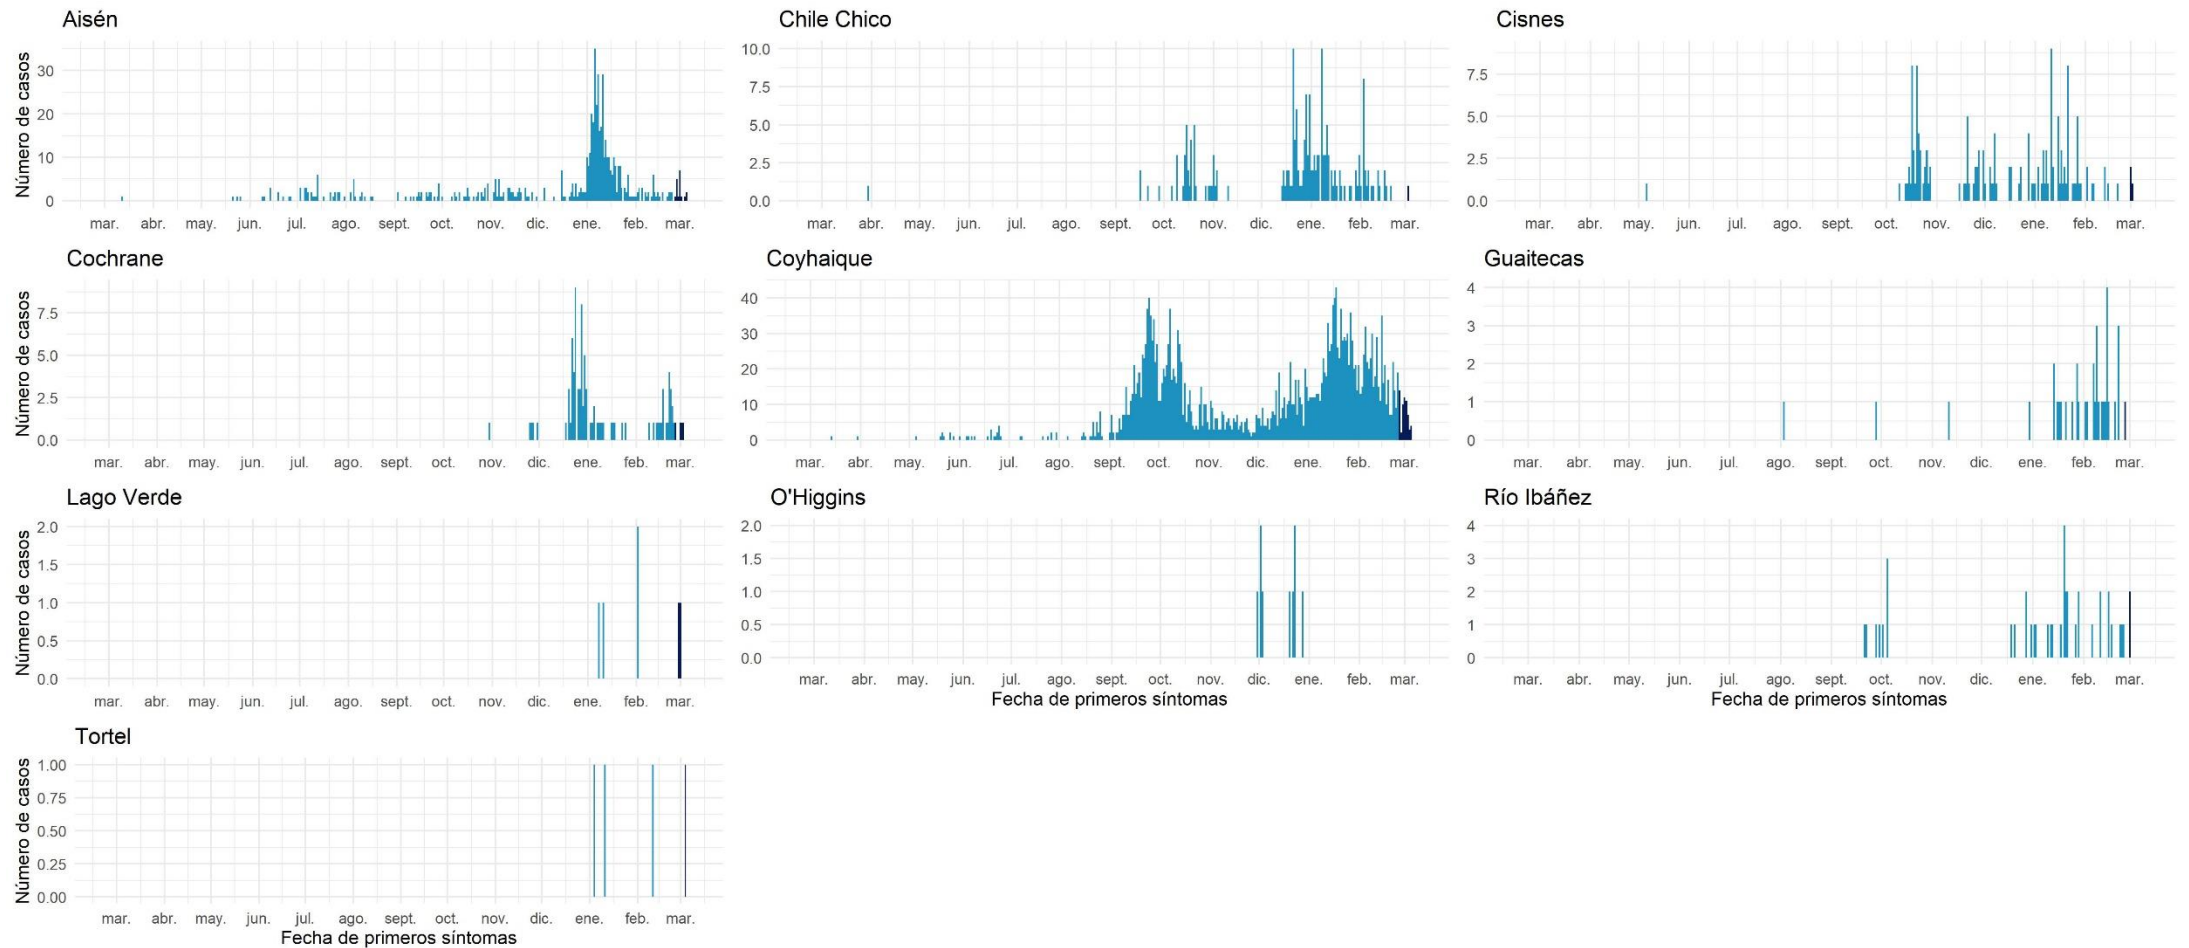 Aisén
Chile Chico
Cisnes
Número de casos
30
20
10
0
10.0
7.5
5.0
2.5
0.0
7.5
5.0
2.5
0.0
mar. abr. may. jun. jul. ago. sept. oct. nov. dic. ene. feb. mar.
mar. abr. may. jun. jul. ago. sept. oct. nov. dic. ene. feb. mar.
mar. abr. may. jun. jul. ago. sept. oct. nov. dic. ene. feb. mar.
Cochrane
Coyhaique
Guaitecas
Número de casos
7.5
5.0
2.5
0.0
40
30
20
10
0
4
3
2
1
0
mar. abr. may. jun. jul. ago. sept. oct. nov. dic. ene. feb. mar.
mar. abr. may. jun. jul. ago. sept. oct. nov. dic. ene. feb. mar.
mar. abr. may. jun. jul. ago. sept. oct. nov. dic. ene. feb. mar.
Lago Verde
O'Higgins
Río Ibáñez
Número de casos
2.0
1.5
1.0
0.5
0.0
2.0
1.5
1.0
0.5
0.0
4
3
2
1
0
mar. abr. may. jun. jul. ago. sept. oct. nov. dic. ene. feb. mar.
mar. abr. may. jun. jul. ago. sept. oct. nov. dic. ene. feb. mar.
mar. abr. may. jun. jul. ago. sept. oct. nov. dic. ene. feb. mar.
Fecha de primeros síntomas
Fecha de primeros síntomas
Tortel
Número de casos
1.00
0.75
0.50
0.25
0.00
mar. abr. may. jun. jul. ago. sept. oct. nov. dic. ene. feb. mar.
Fecha de primeros síntomas